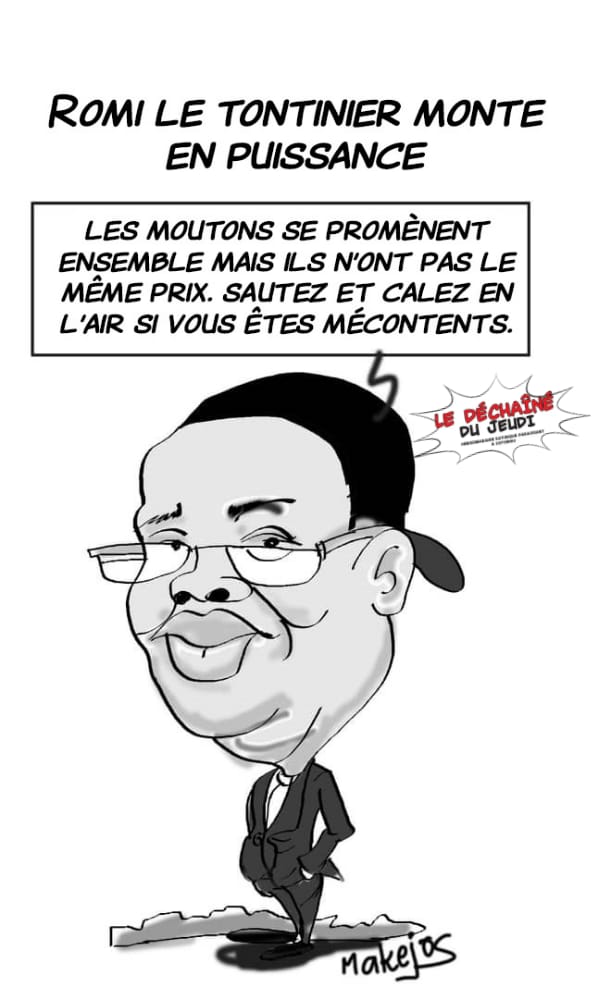 ROMI LE TONTINIER MONTE
EN PUISSANCE
LES MOUTONS SE PROMÈNENT
ENSEMBLE MAIS ILS N'ONT PAS LE
MÊME PRIX. SAUTEZ ET CALEZ EN
L'AIR SI VOUS ÊTES MÉCONTENTS.
LE DÉCHAÎNÉ
DU JEUDI
Makejos